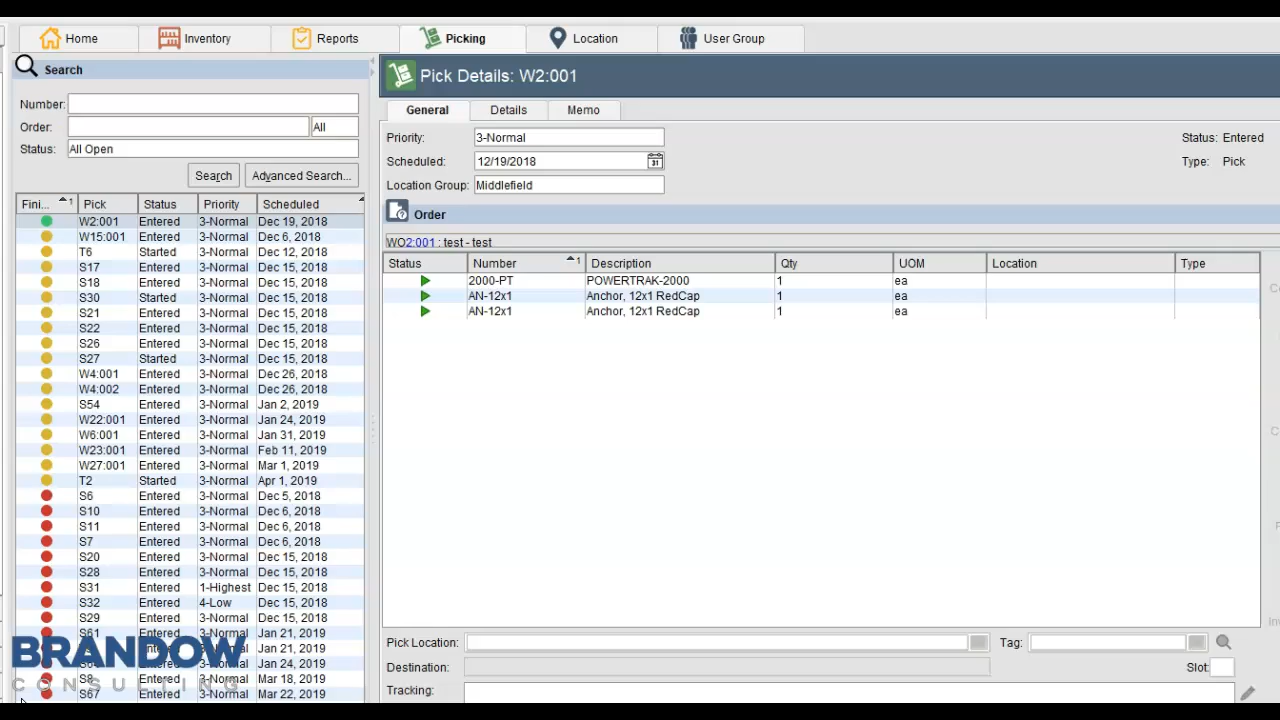 Home Inventory Reports Picking Location User Group
Search
Number:
Order: All
Status: All Open
Search Advanced Search...
Fini... 1 Pick Status Priority Scheduled
W2:001 Entered 3-Normal Dec 19, 2018
W15:001 Entered 3-Normal Dec 6, 2018
T6 Started 3-Normal Dec 12, 2018
S17 Entered 3-Normal Dec 15, 2018
S18 Entered 3-Normal Dec 15, 2018
S30 Started 3-Normal Dec 15, 2018
S21 Entered 3-Normal Dec 15, 2018
S22 Entered 3-Normal Dec 15, 2018
S26 Entered 3-Normal Dec 15, 2018
S27 Started 3-Normal Dec 15, 2018
W4:001 Entered 3-Normal Dec 26, 2018
W4:002 Entered 3-Normal Dec 26, 2018
S54 Entered 3-Normal Jan 2, 2019
W22:001 Entered 3-Normal Jan 24, 2019
W6:001 Entered 3-Normal Jan 31, 2019
W23:001 Entered 3-Normal Feb 11, 2019
W27:001 Entered 3-Normal Mar 1, 2019
T2 Started 3-Normal Apr 1, 2019
S6 Entered 3-Normal Dec 5, 2018
S10 Entered 3-Normal Dec 6, 2018
S11 Entered 3-Normal Dec 6, 2018
S7 Entered 3-Normal Dec 6, 2018
S20 Entered 3-Normal Dec 15, 2018
S28 Entered 3-Normal Dec 15, 2018
S31 Entered 1-Highest Dec 15, 2018
S32 Entered 4-Low Dec 15, 2018
S29 Entered 3-Normal Dec 15, 2018
S61 Entered 3-Normal Jan 21, 2019
3-Normal Jan 21, 2019
Entered 3-Normal Jan 24, 2019
Entered 3-Normal Mar 18, 2019
S67 Entered 3-Normal Mar 22, 2019
BRANDOW
CONSULTING
Pick Details: W2:001
General Details Memo
Priority: 3-Normal
Scheduled: 12/19/2018 31
Location Group: Middlefield
Status: Entered
Type: Pick
Order
WO2:001 : test - test
Status Number 1 Description Qty UOM Location Type
2000-PT POWERTRAK-2000 1 ea
AN-12x1 Anchor, 12x1 RedCap 1 ea
AN-12x1 Anchor, 12x1 RedCap 1 ea
Pick Location: Tag:
Destination: Slot:
Tracking: